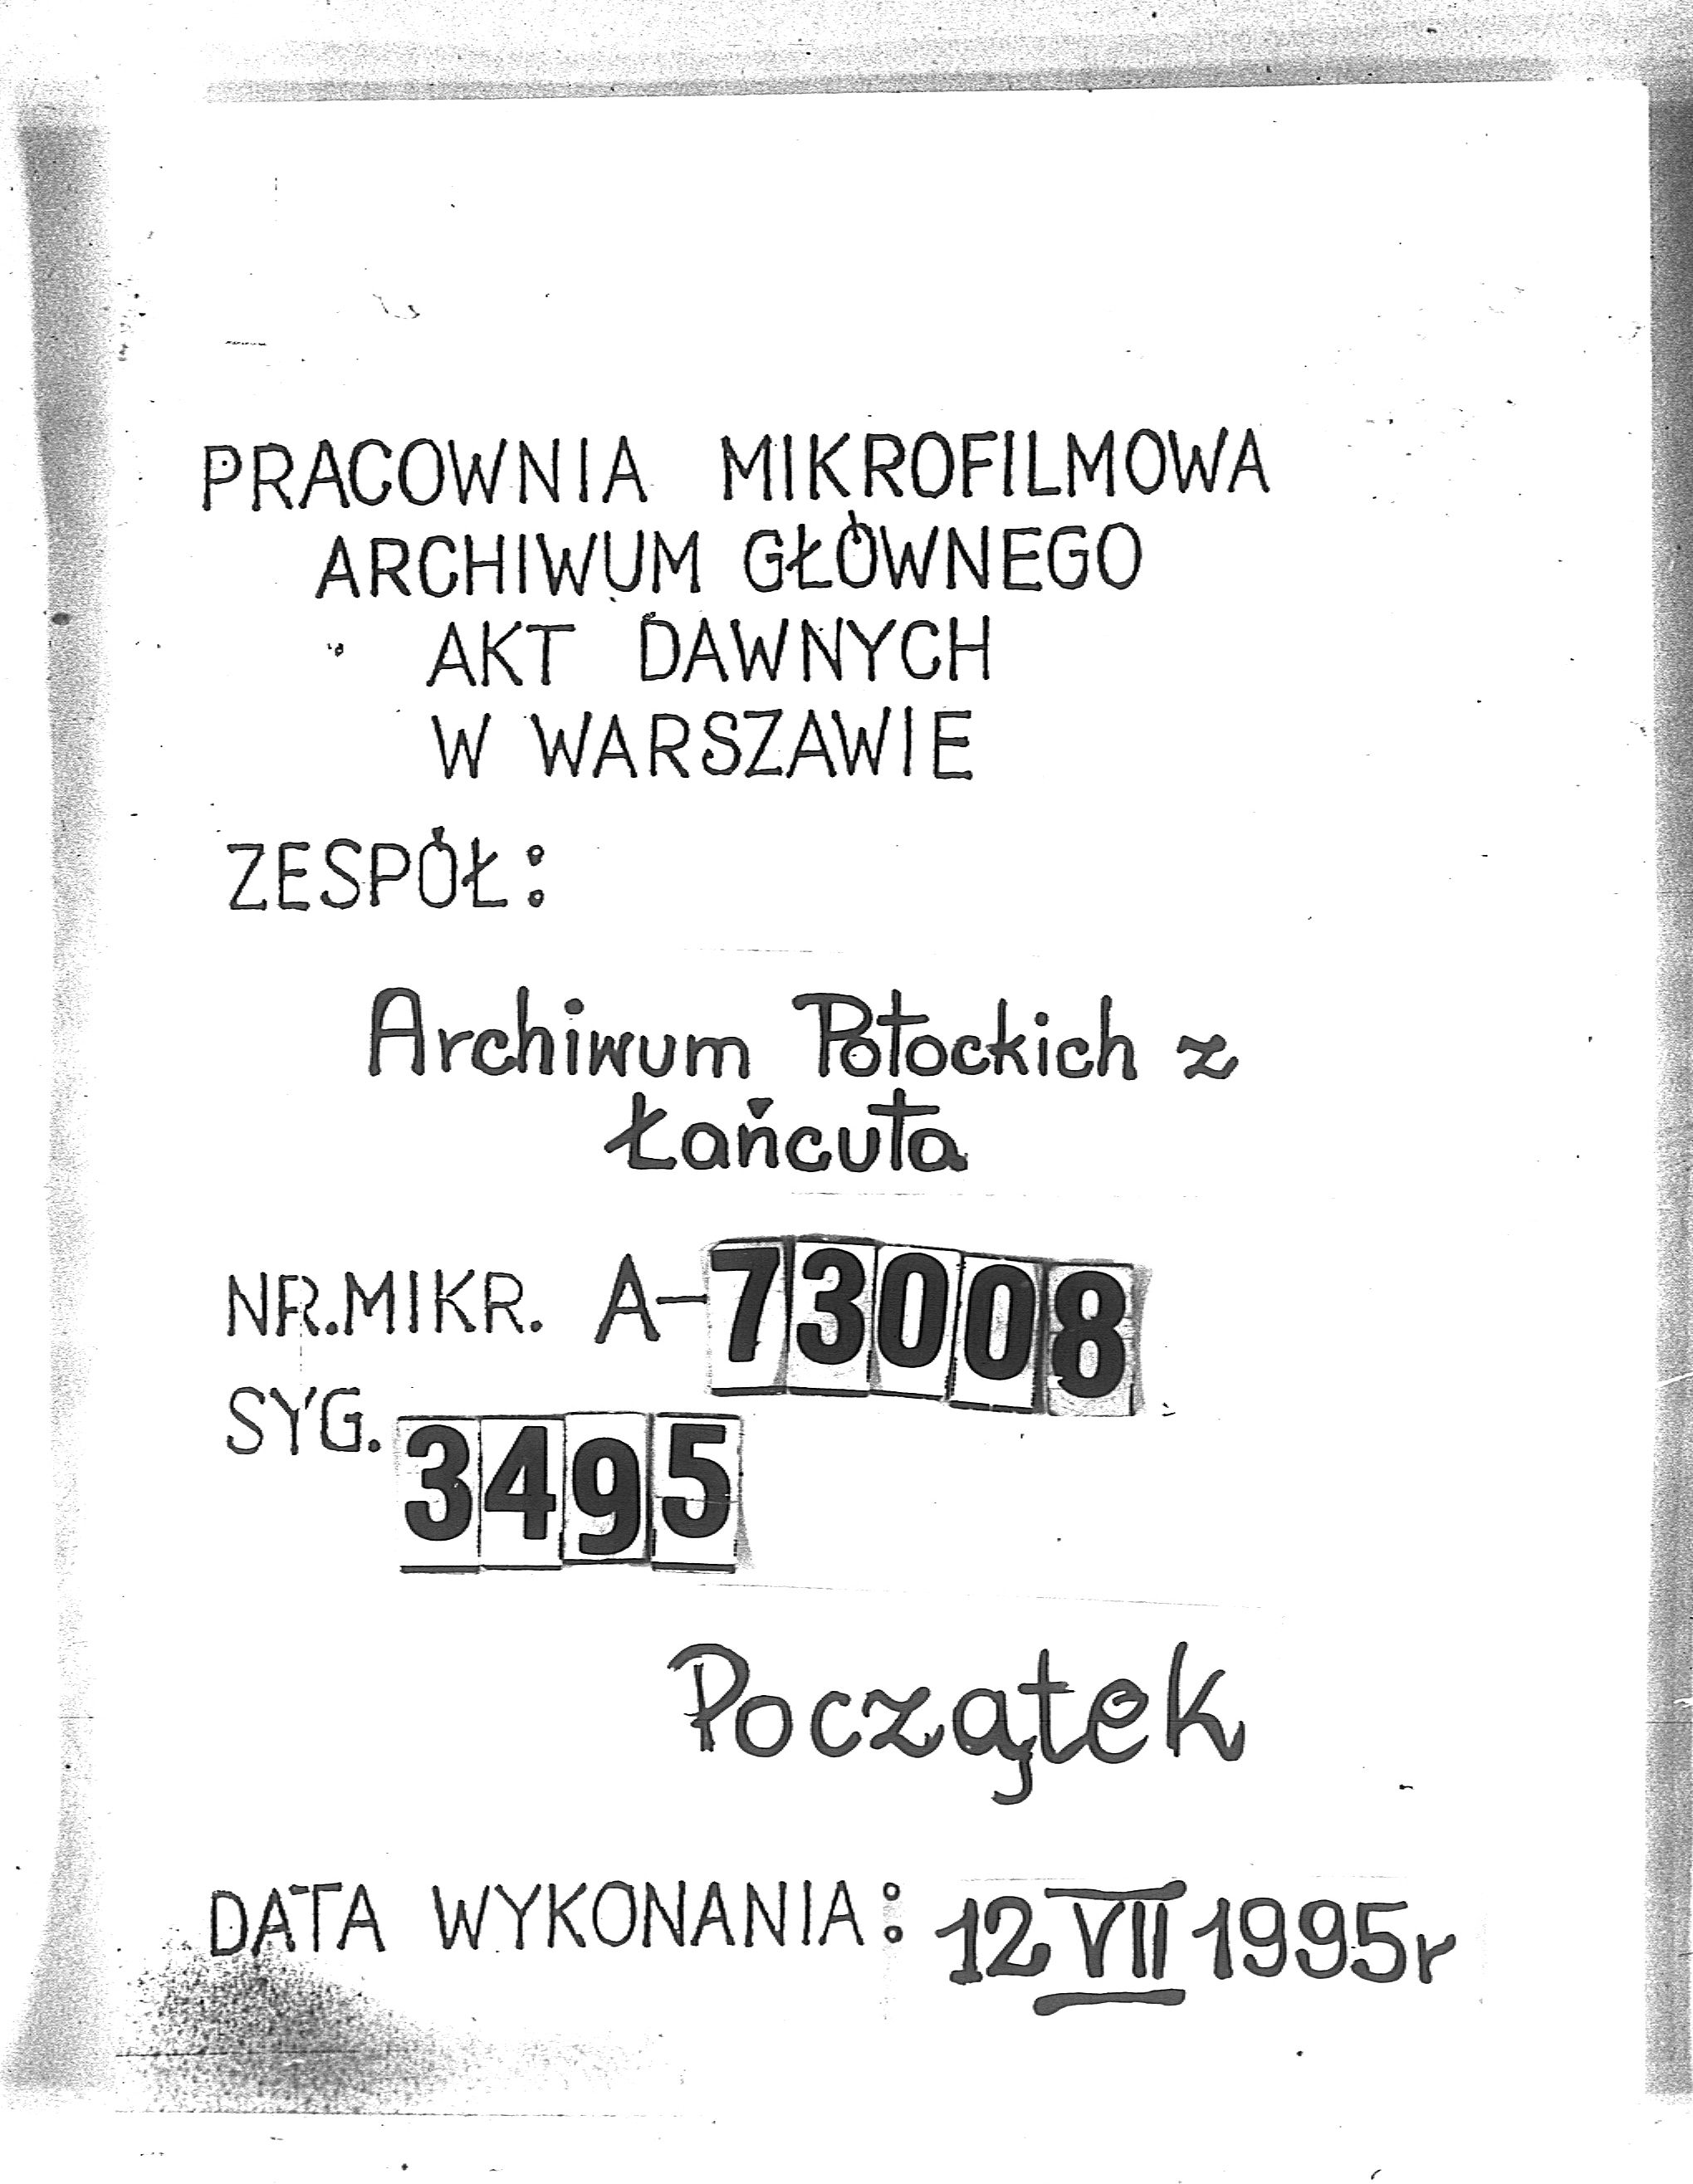 PRACOWNIA MIKROFILMOWA
ARCHIWUM GŁÓWNEGO
AKT DAWNYCH
W WARSZAWIE
ZESPÓŁ:
Archiwum Potockich z
Łańcuta
NR.MIKR. A-73008
SYG. 3495
Początek
DATA WYKONANIA: 12 VII 1995r